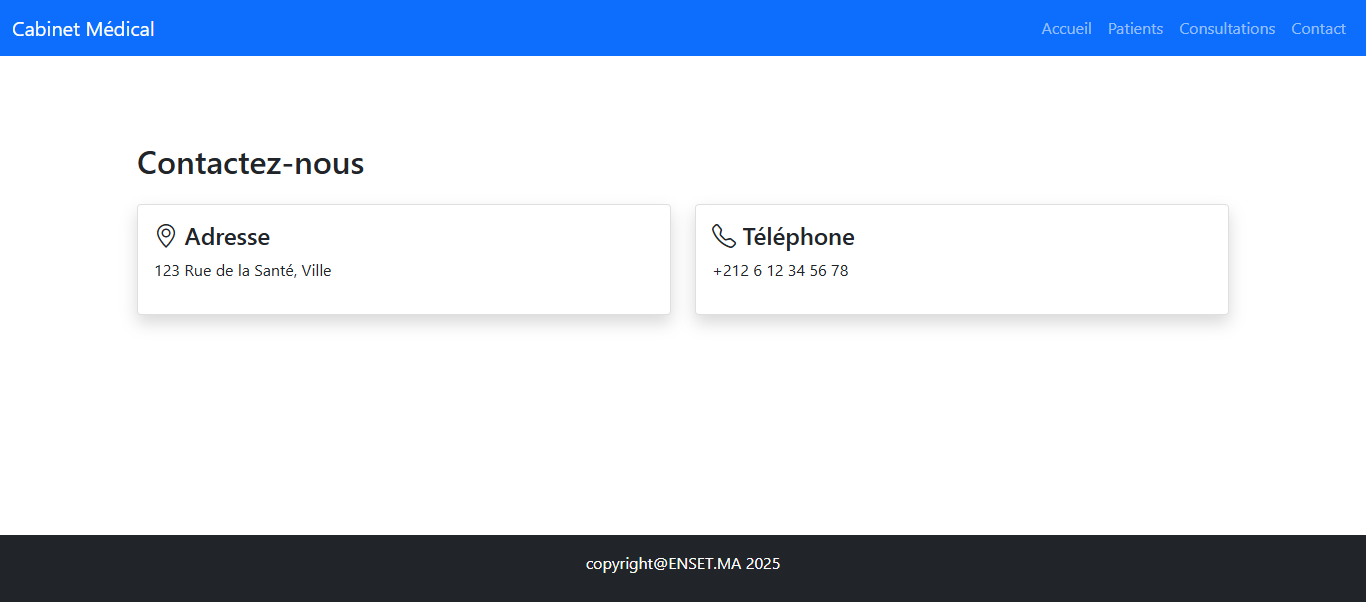 Cabinet Médical
Accueil Patients Consultations Contact
Contactez-nous
Adresse
123 Rue de la Santé, Ville
Téléphone
+212 6 12 34 56 78
copyright@ENSET.MA 2025